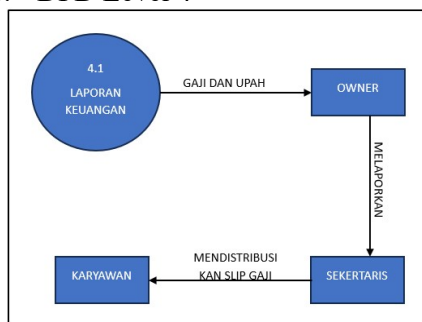 4.1
LAPORAN
KEUANGAN
GAJI DAN UPAH
OWNER
MELAPORKAN
MENDISTRIBUSI
KAN SLIP GAJI
KARYAWAN
SEKERTARIS